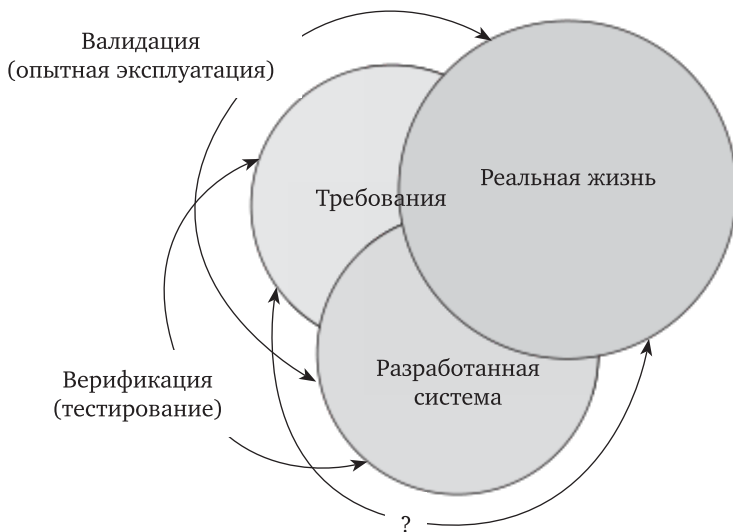 Валидация
(опытная эксплуатация)
Реальная жизнь
Требования
Разработанная
система
Верификация
(тестирование)
?